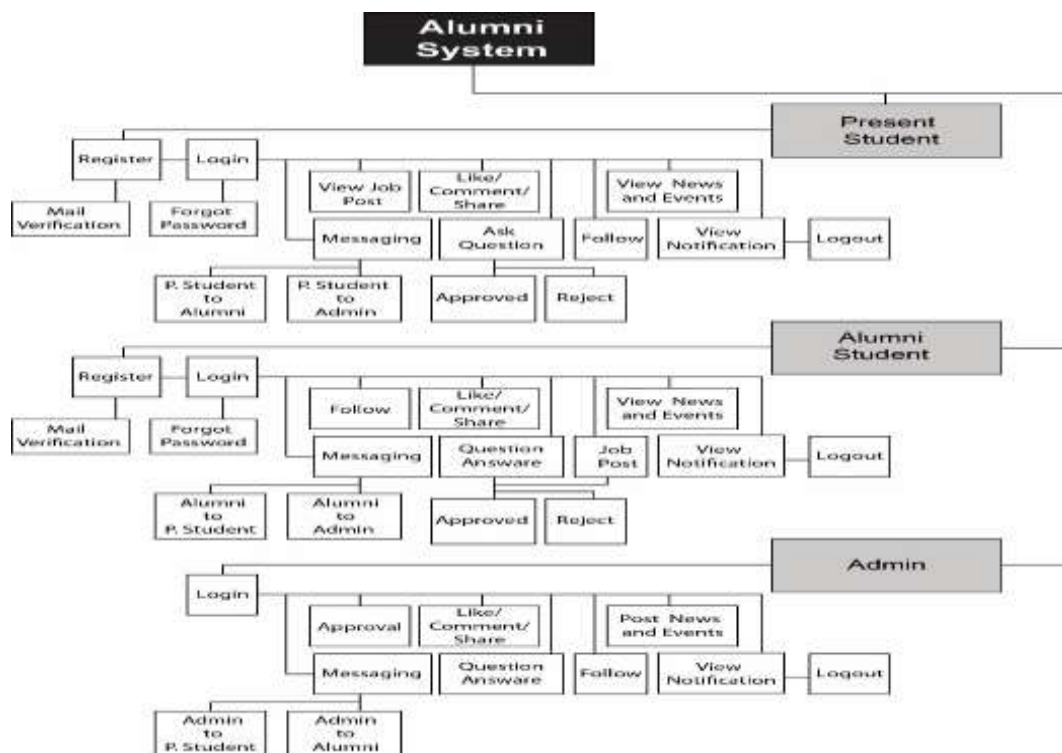 Alumni
System
Present
Student
Register
Login
View Job
Post
Like/
Comment/
Share
View News
and Events
Mail
Verification
Forgot
Password
Messaging
Ask
Question
Follow
View
Notification
Logout
P. Student
to
Alumni
P. Student
to
Admin
Approved
Reject
Alumni
Student
Register
Login
Follow
Like/
Comment/
Share
View News
and Events
Mail
Verification
Forgot
Password
Messaging
Question
Answare
Job
Post
View
Notification
Logout
Alumni
to
P. Student
Alumni
to
Admin
Approved
Reject
Admin
Login
Approval
Like/
Comment/
Share
Post News
and Events
Messaging
Question
Answare
Follow
View
Notification
Logout
Admin
to
P. Student
Admin
to
Alumni